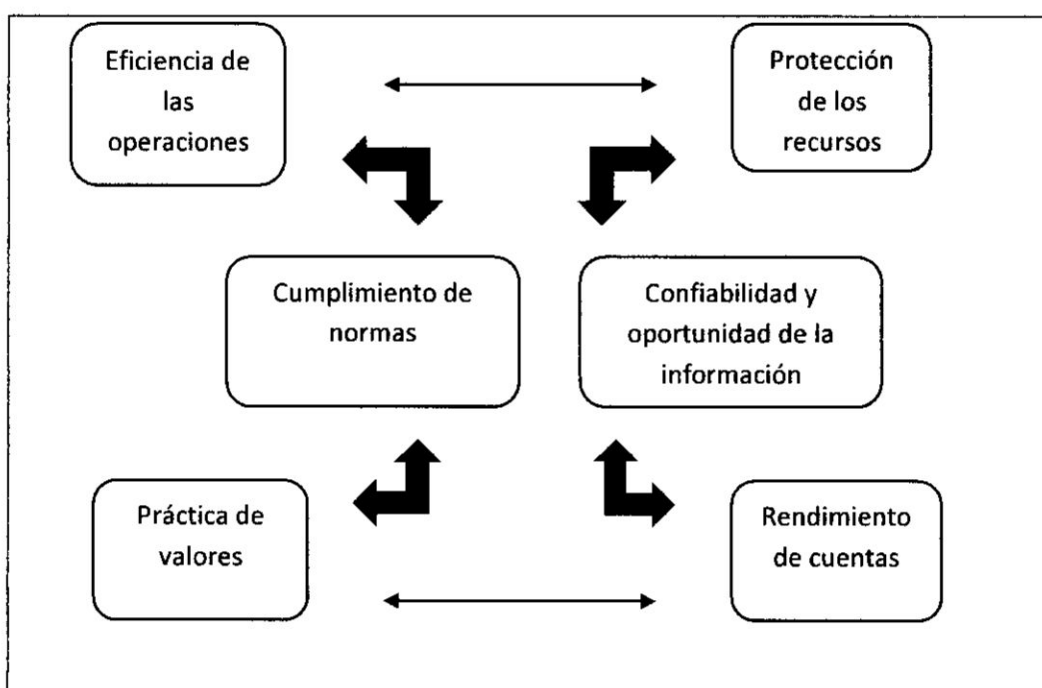 Eficiencia de
las
operaciones
Protección
de los
recursos
Cumplimiento de
normas
Confiabilidad y
oportunidad de la
información
Práctica de
valores
Rendimiento
de cuentas